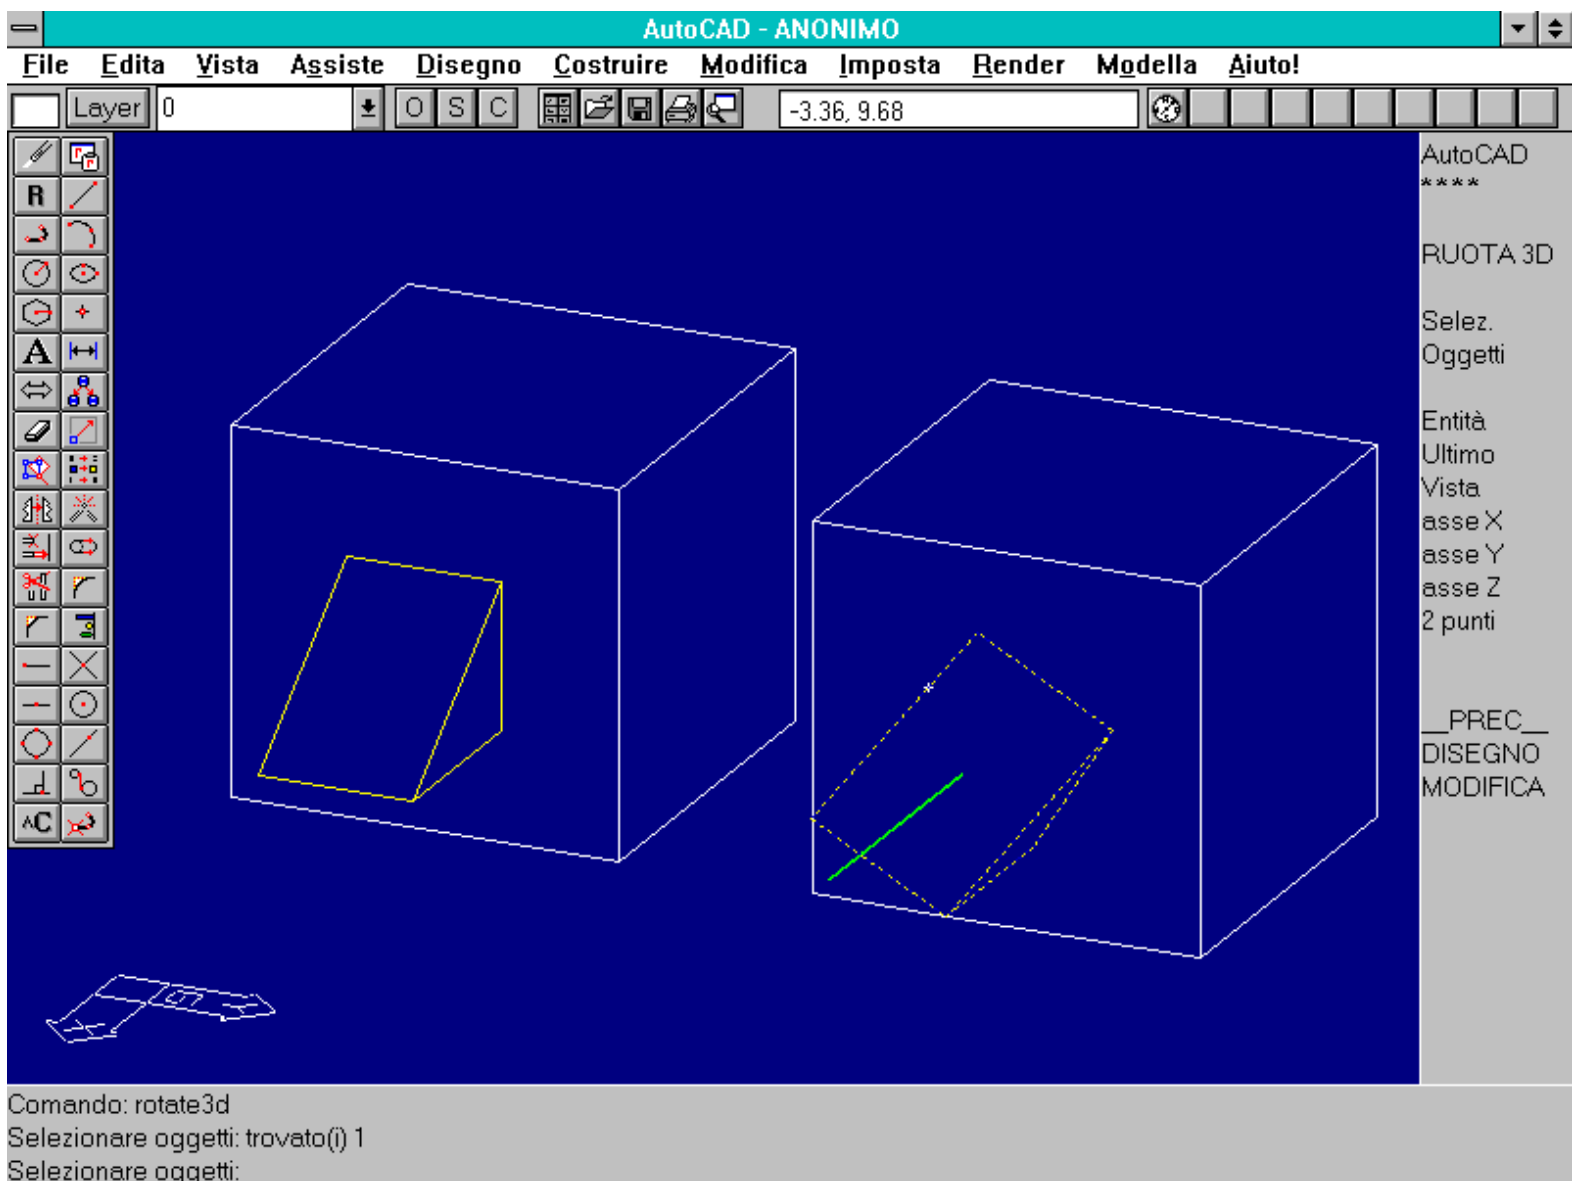 AutoCAD - ANONIMO
File Edita Vista Assiste Disegno Costruire Modifica Imposta Render Modella Aiuto!
Layer 0 O S C -3.36, 9.68
AutoCAD
****
R
RUOTA 3D
Selez.
A
Oggetti
Entità
Ultimo
Vista
asse X
asse Y
asse Z
2 punti
__PREC__
DISEGNO
MODIFICA
^C
X Y
Comando: rotate3d
Selezionare oggetti: trovato(i) 1
Selezionare oggetti: